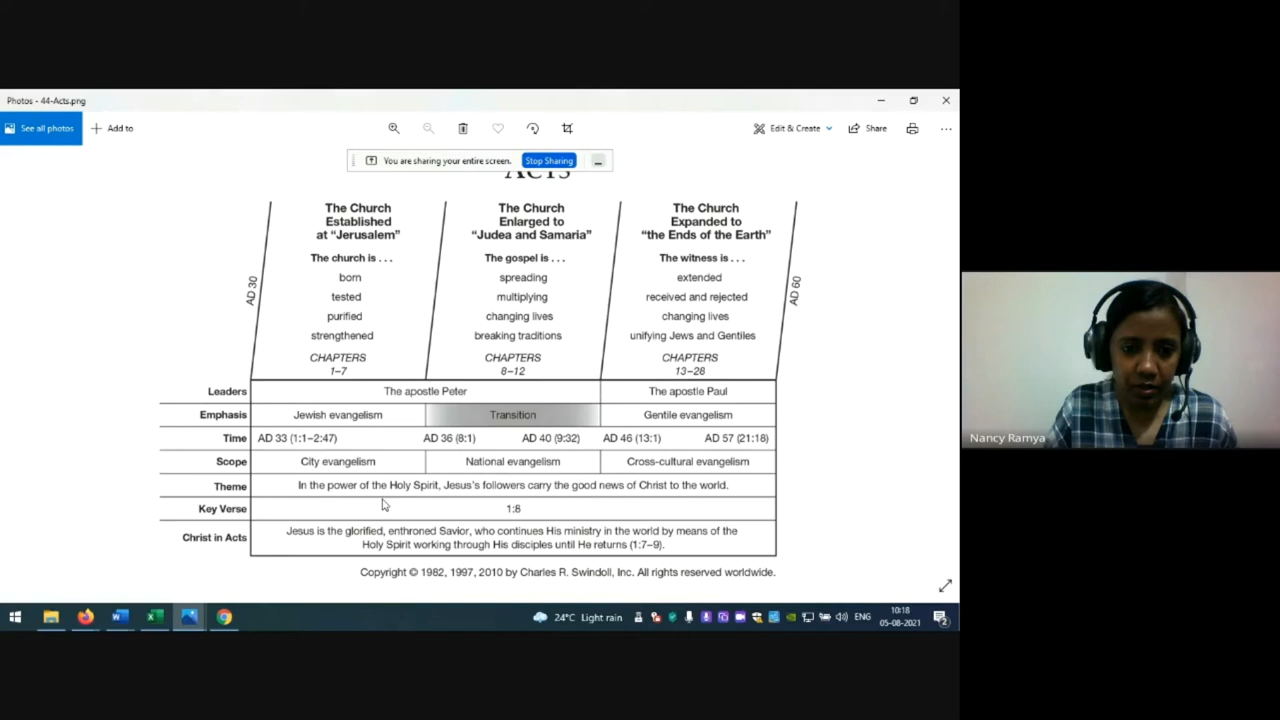 Photos - 44-Acts.png
See all photos
Add to
Edit & Create
Share
You are sharing your entire screen.
Stop Sharing
ACTS
The Church
Established
at “Jerusalem”
The church is . . .
born
tested
purified
strengthened
CHAPTERS
1–7
The Church
Enlarged to
“Judea and Samaria”
The gospel is . . .
spreading
multiplying
changing lives
breaking traditions
CHAPTERS
8–12
The Church
Expanded to
“the Ends of the Earth”
The witness is . . .
extended
received and rejected
changing lives
unifying Jews and Gentiles
CHAPTERS
13–28
AD 30
AD 60
Leaders The apostle Peter The apostle Paul
Emphasis Jewish evangelism Transition Gentile evangelism
Time AD 33 (1:1–2:47) AD 36 (8:1) AD 40 (9:32) AD 46 (13:1) AD 57 (21:18)
Scope City evangelism National evangelism Cross-cultural evangelism
Theme In the power of the Holy Spirit, Jesus's followers carry the good news of Christ to the world.
Key Verse 1:8
Christ in Acts Jesus is the glorified, enthroned Savior, who continues His ministry in the world by means of the
Holy Spirit working through His disciples until He returns (1:7–9).
Copyright © 1982, 1997, 2010 by Charles R. Swindoll, Inc. All rights reserved worldwide.
Nancy Ramya
24°C Light rain
ENG
10:18
05-08-2021
2